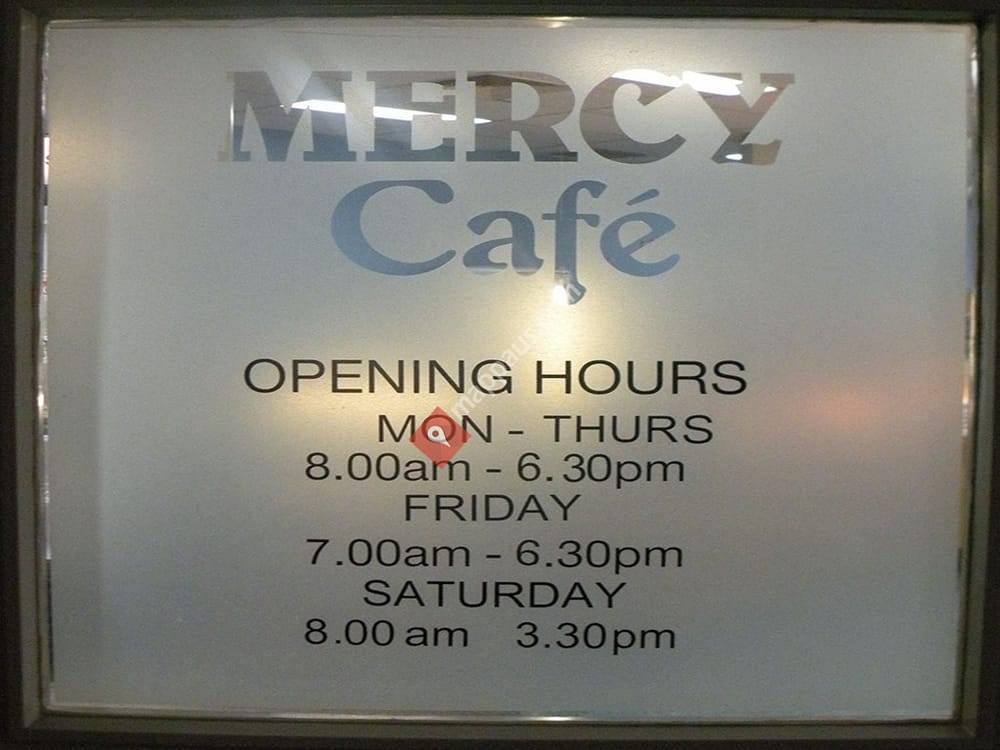 MERCY
Café
OPENING HOURS
MON - THURS
8.00am - 6.30pm
FRIDAY
7.00am - 6.30pm
SATURDAY
8.00 am 3.30pm